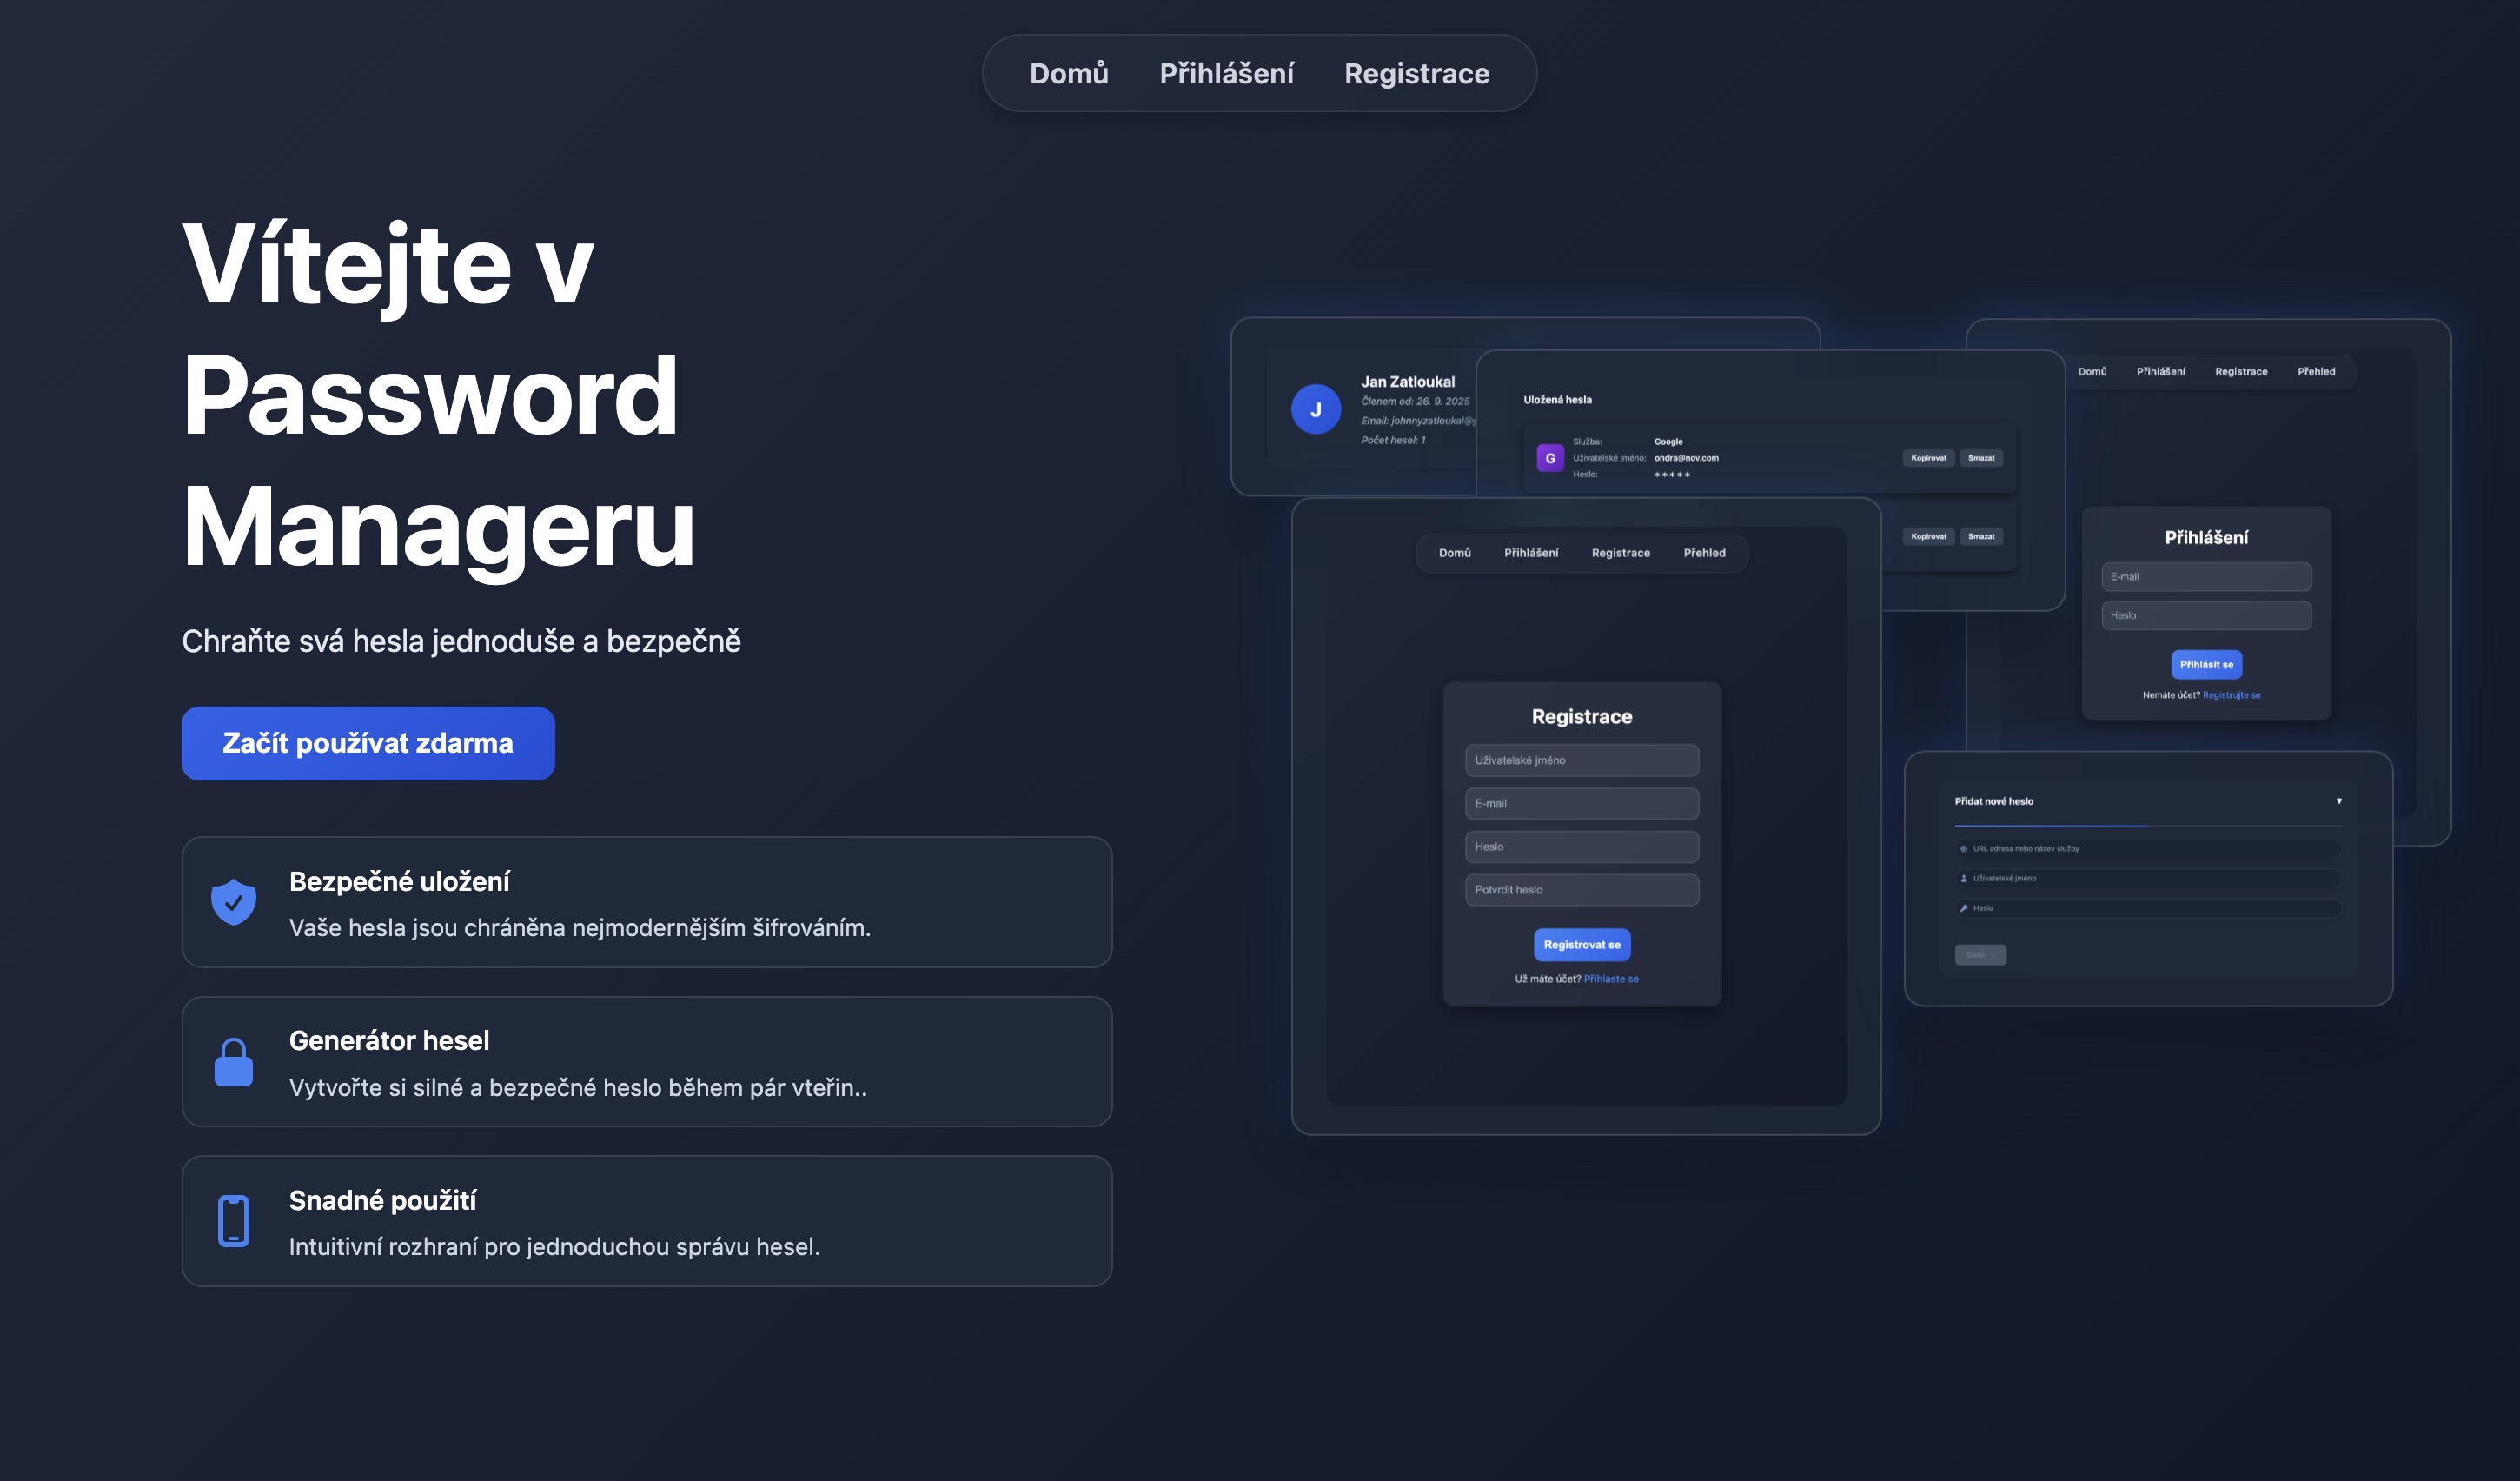 Domů Přihlášení Registrace
Vítejte v
Password
Manageru
Chraňte svá hesla jednoduše a bezpečně
Začít používat zdarma
Bezpečné uložení
Vaše hesla jsou chráněna nejmodernějším šifrováním.
Generátor hesel
Vytvořte si silné a bezpečné heslo během pár vteřin..
Snadné použití
Intuitivní rozhraní pro jednoduchou správu hesel.
J
Jan Zatloukal
Členem od: 26. 9. 2025
Email: johnnyzatloukal@
Počet hesel: 1
Uložená hesla
G
Služba: Google
Uživatelské jméno: ondra@nov.com
Heslo: *****
Kopírovat Smazat
Kopírovat Smazat
Domů Přihlášení Registrace Přehled
Přihlášení
E-mail
Heslo
Přihlásit se
Nemáte účet? Registrujte se
Domů Přihlášení Registrace Přehled
Registrace
Uživatelské jméno
E-mail
Heslo
Potvrdit heslo
Registrovat se
Už máte účet? Přihlaste se
Přidat nové heslo ▼
URL adresa nebo název služby
Uživatelské jméno
Heslo
Další →